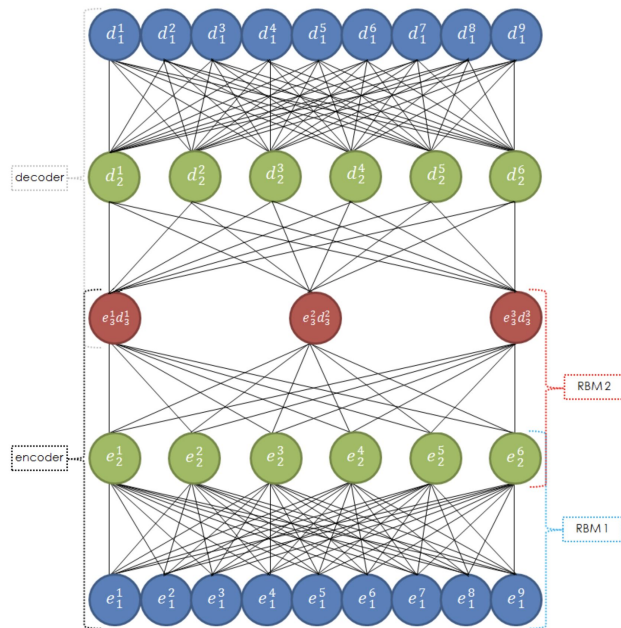 d₁¹ d₁² d₁³ d₁⁴ d₁⁵ d₁⁶ d₁⁷ d₁⁸ d₁⁹
decoder
d₂¹ d₂² d₂³ d₂⁴ d₂⁵ d₂⁶
e₃¹d₃¹ e₃²d₃² e₃³d₃³
RBM 2
encoder
e₂¹ e₂² e₂³ e₂⁴ e₂⁵ e₂⁶
RBM 1
e₁¹ e₁² e₁³ e₁⁴ e₁⁵ e₁⁶ e₁⁷ e₁⁸ e₁⁹